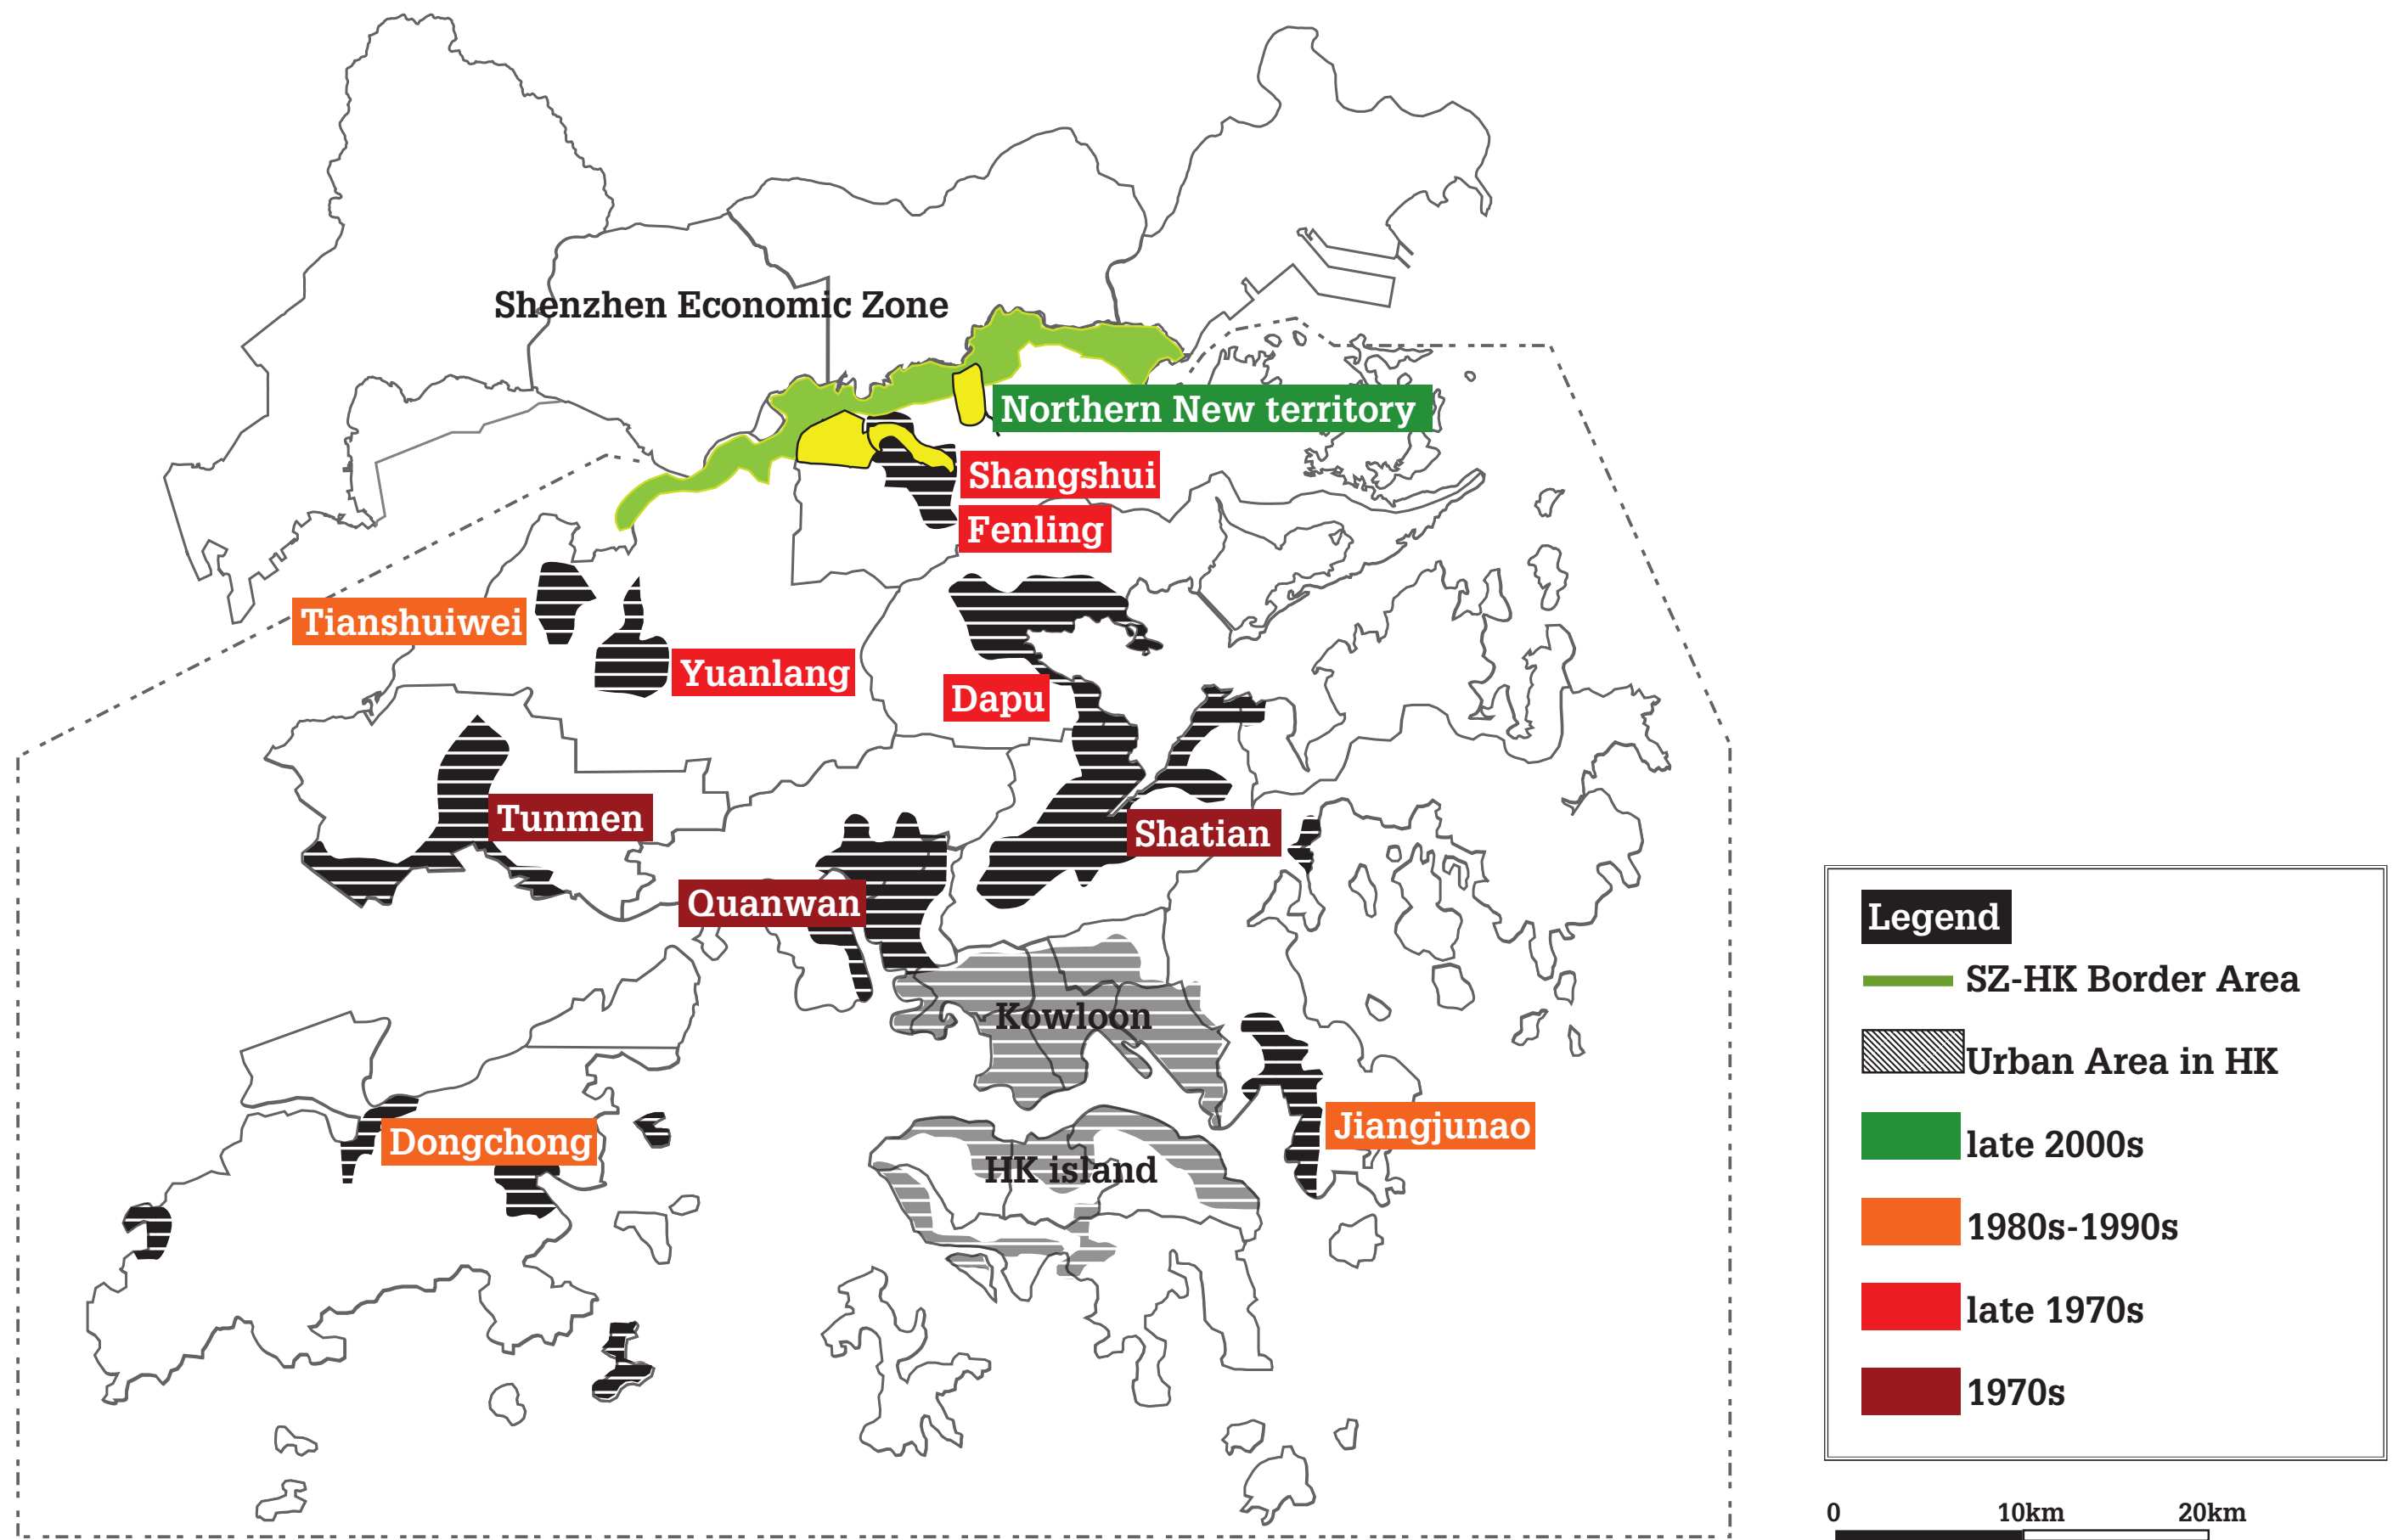 Shenzhen Economic Zone
Northern New territory
Shangshui
Fenling
Tianshuiwei
Yuanlang
Dapu
Tunmen
Shatian
Quanwan
Kowloon
Jiangjunao
Dongchong
HK island
Legend
SZ-HK Border Area
Urban Area in HK
late 2000s
1980s-1990s
late 1970s
1970s
0 10km 20km